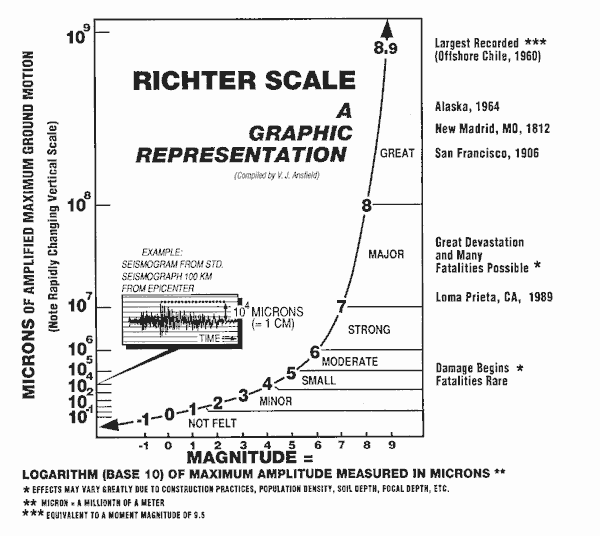 RICHTER SCALE
A
GRAPHIC
REPRESENTATION
(Compiled by V. J. Ansfield)
MICRONS OF AMPLIFIED MAXIMUM GROUND MOTION
(Note Rapidly Changing Vertical Scale)
10⁹
10⁸
10⁷
10⁶
10⁵
10⁴
10²
10⁻¹
EXAMPLE:
SEISMOGRAM FROM STD.
SEISMOGRAPH 100 KM
FROM EPICENTER
10⁴ MICRONS
(= 1 CM)
TIME
8.9
8
7
6
5
4
3
2
1
0
-1
GREAT
MAJOR
STRONG
MODERATE
SMALL
MINOR
NOT FELT
Largest Recorded ***
(Offshore Chile, 1960)
Alaska, 1964
New Madrid, MO, 1812
San Francisco, 1906
Great Devastation
and Many
Fatalities Possible *
Loma Prieta, CA, 1989
Damage Begins *
Fatalities Rare
-1 0 1 2 3 4 5 6 7 8 9
MAGNITUDE =
LOGARITHM (BASE 10) OF MAXIMUM AMPLITUDE MEASURED IN MICRONS **
* EFFECTS MAY VARY GREATLY DUE TO CONSTRUCTION PRACTICES, POPULATION DENSITY, SOIL DEPTH, FOCAL DEPTH, ETC.
** MICRON = A MILLIONTH OF A METER
*** EQUIVALENT TO A MOMENT MAGNITUDE OF 9.5